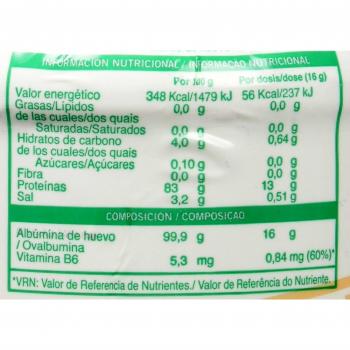 INFORMACIÓN NUTRICIONAL / INFORMAÇÃO NUTRICIONAL
Por 100 g Por dosis/dose (16 g)
Valor energético 348 Kcal/1479 kJ 56 Kcal/237 kJ
Grasas/Lípidos 0,0 g 0,0 g
de las cuales/dos quais
Saturadas/Saturados 0,0 g 0,0 g
Hidratos de carbono 4,0 g 0,64 g
de los cuales/dos quais
Azúcares/Açúcares 0,10 g 0,0 g
Fibra 0,0 g 0,0 g
Proteínas 83 g 13 g
Sal 3,2 g 0,51 g
COMPOSICIÓN / COMPOSIÇÃO
Albúmina de huevo 99,9 g 16 g
/ Ovalbumina
Vitamina B6 5,3 mg 0,84 mg (60%)*
*VRN: Valor de Referencia de Nutrientes./ Valor de Referência do Nutriente.